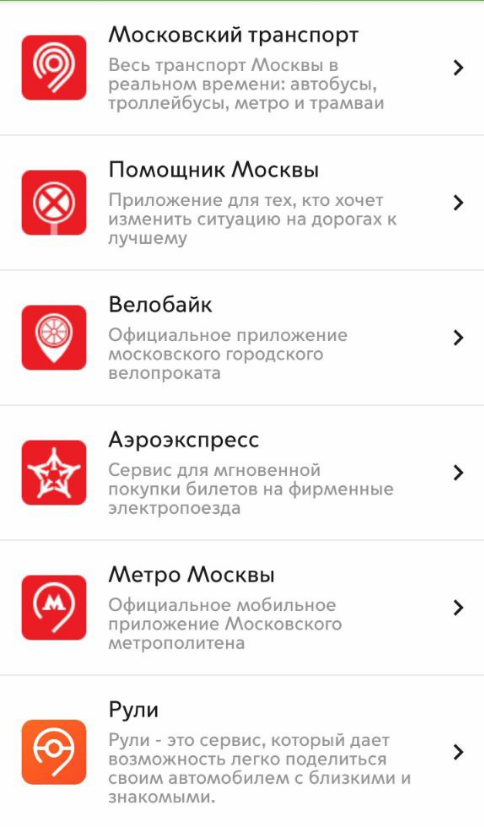 Московский транспорт
Весь транспорт Москвы в
реальном времени: автобусы,
троллейбусы, метро и трамваи
Помощник Москвы
Приложение для тех, кто хочет
изменить ситуацию на дорогах к
лучшему
Велобайк
Официальное приложение
московского городского
велопроката
Аэроэкспресс
Сервис для мгновенной
покупки билетов на фирменные
электропоезда
Метро Москвы
Официальное мобильное
приложение Московского
метрополитена
Рули
Рули - это сервис, который дает
возможность легко поделиться
своим автомобилем с близкими и
знакомыми.